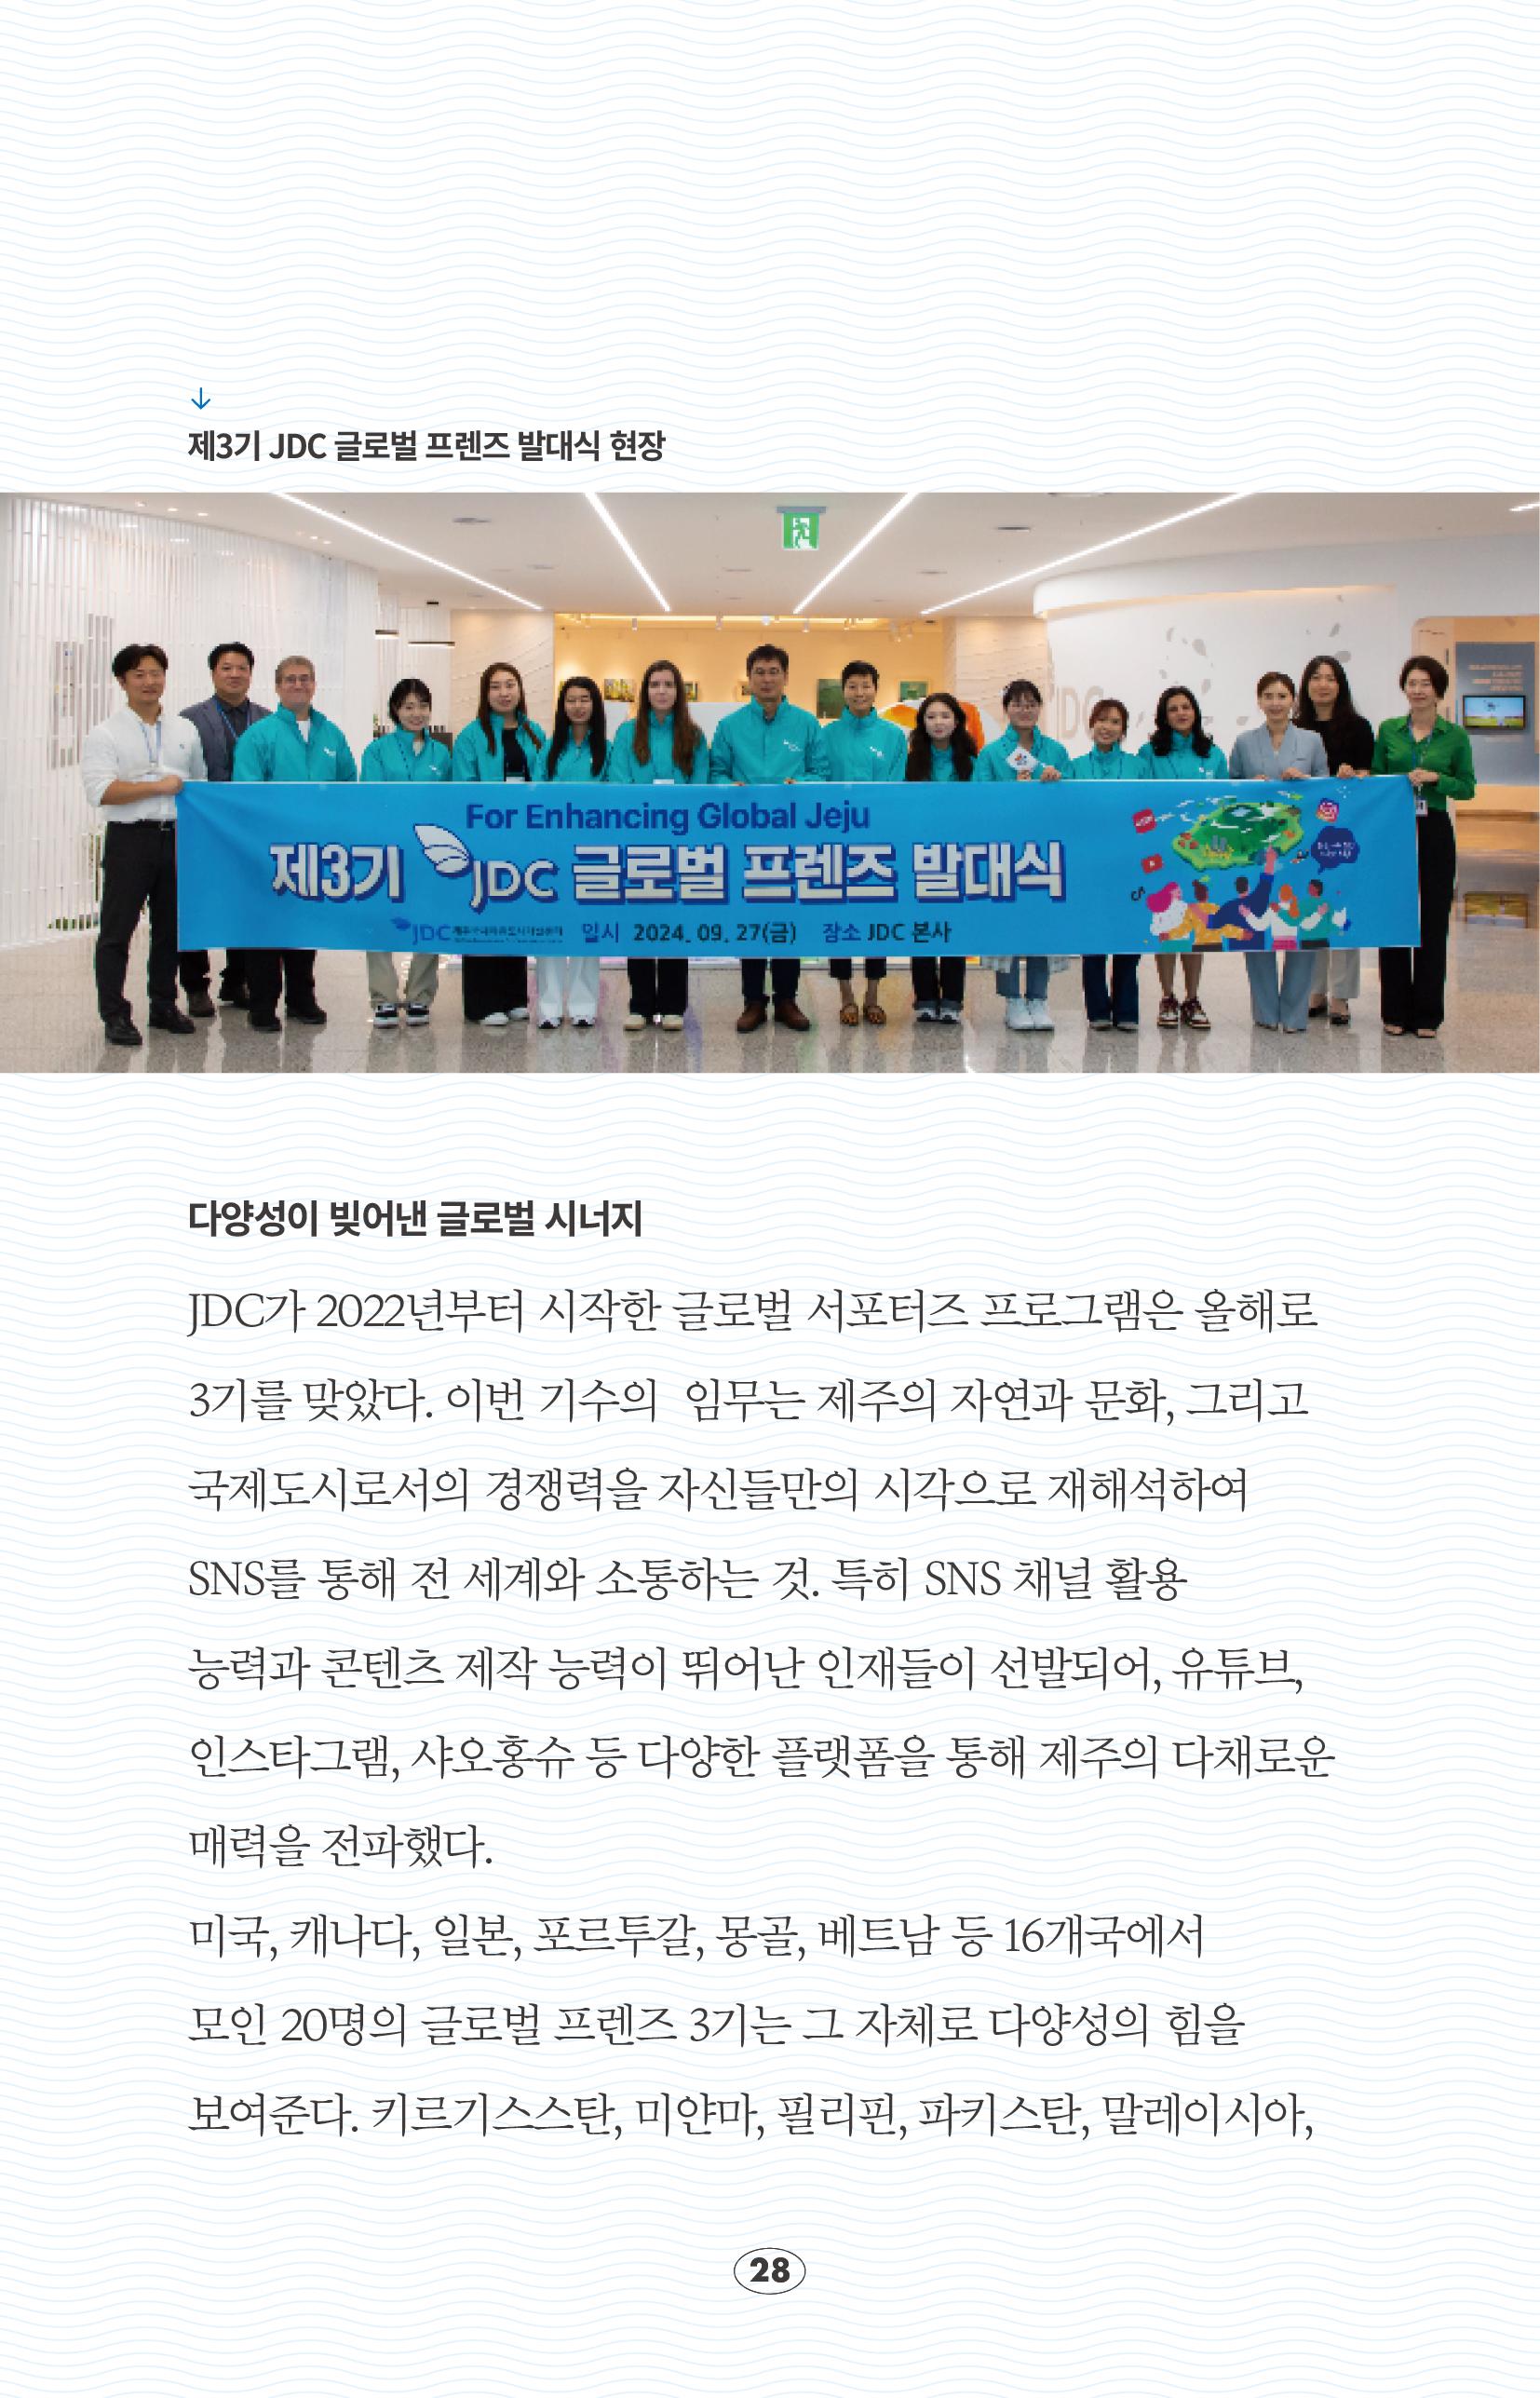 ↓
제3기 JDC 글로벌 프렌즈 발대식 현장
JDC
For Enhancing Global Jeju
제3기 JDC 글로벌 프렌즈 발대식
JDC 일시 2024. 09. 27(금) 장소 JDC 본사
다양성이 빚어낸 글로벌 시너지
JDC가 2022년부터 시작한 글로벌 서포터즈 프로그램은 올해로
3기를 맞았다. 이번 기수의 임무는 제주의 자연과 문화, 그리고
국제도시로서의 경쟁력을 자신들만의 시각으로 재해석하여
SNS를 통해 전 세계와 소통하는 것. 특히 SNS 채널 활용
능력과 콘텐츠 제작 능력이 뛰어난 인재들이 선발되어, 유튜브,
인스타그램, 샤오홍슈 등 다양한 플랫폼을 통해 제주의 다채로운
매력을 전파했다.
미국, 캐나다, 일본, 포르투갈, 몽골, 베트남 등 16개국에서
모인 20명의 글로벌 프렌즈 3기는 그 자체로 다양성의 힘을
보여준다. 키르기스스탄, 미얀마, 필리핀, 파키스탄, 말레이시아,
28